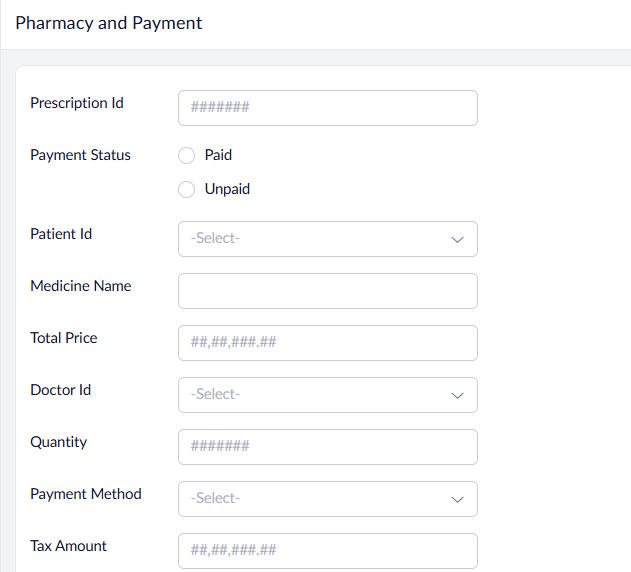 Pharmacy and Payment
Prescription Id #######
Payment Status Paid
Unpaid
Patient Id -Select-
Medicine Name
Total Price ##,##,###.##
Doctor Id -Select-
Quantity #######
Payment Method -Select-
Tax Amount ##,##,###.##